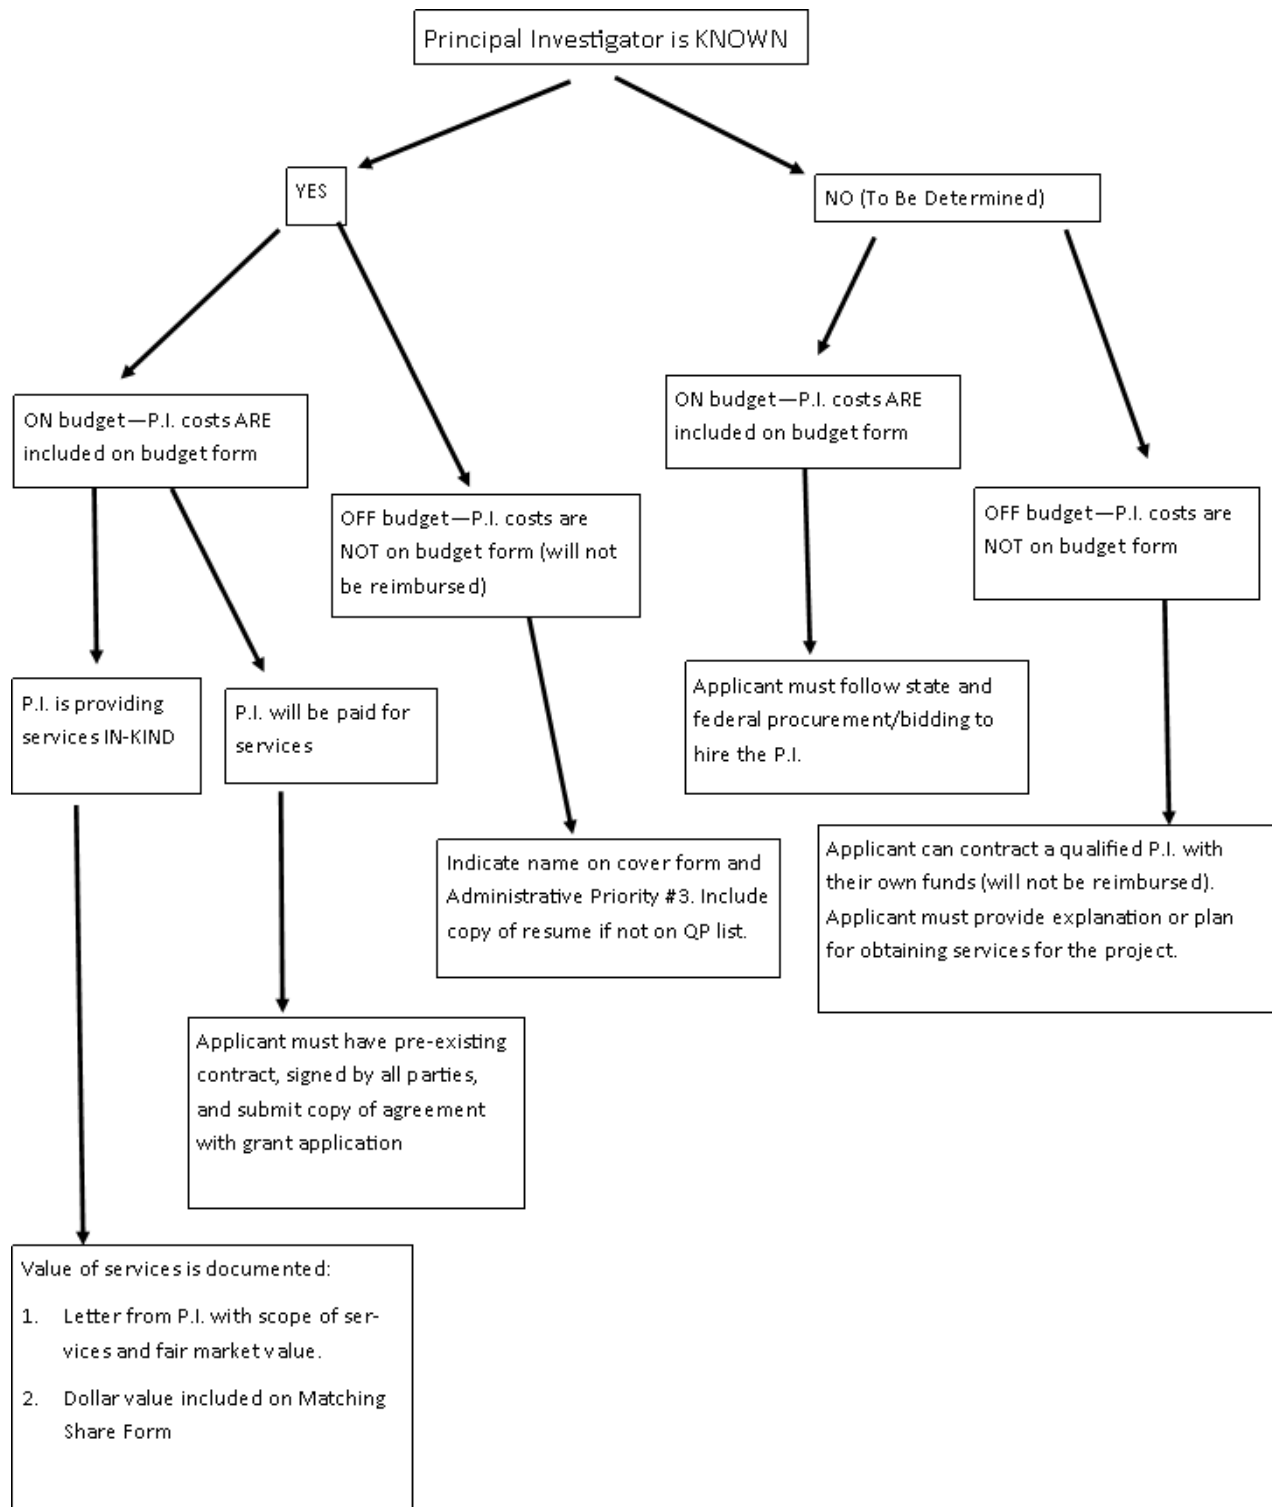 Principal Investigator is KNOWN
YES
NO (To Be Determined)
ON budget—P.I. costs ARE
included on budget form
OFF budget—P.I. costs are
NOT on budget form (will not
be reimbursed)
ON budget—P.I. costs ARE
included on budget form
OFF budget—P.I. costs are
NOT on budget form
P.I. is providing
services IN-KIND
P.I. will be paid for
services
Applicant must follow state and
federal procurement/bidding to
hire the P.I.
Indicate name on cover form and
Administrative Priority #3. Include
copy of resume if not on QP list.
Applicant can contract a qualified P.I. with
their own funds (will not be reimbursed).
Applicant must provide explanation or plan
for obtaining services for the project.
Applicant must have pre-existing
contract, signed by all parties,
and submit copy of agreement
with grant application
Value of services is documented:
1. Letter from P.I. with scope of ser-
vices and fair market value.
2. Dollar value included on Matching
Share Form